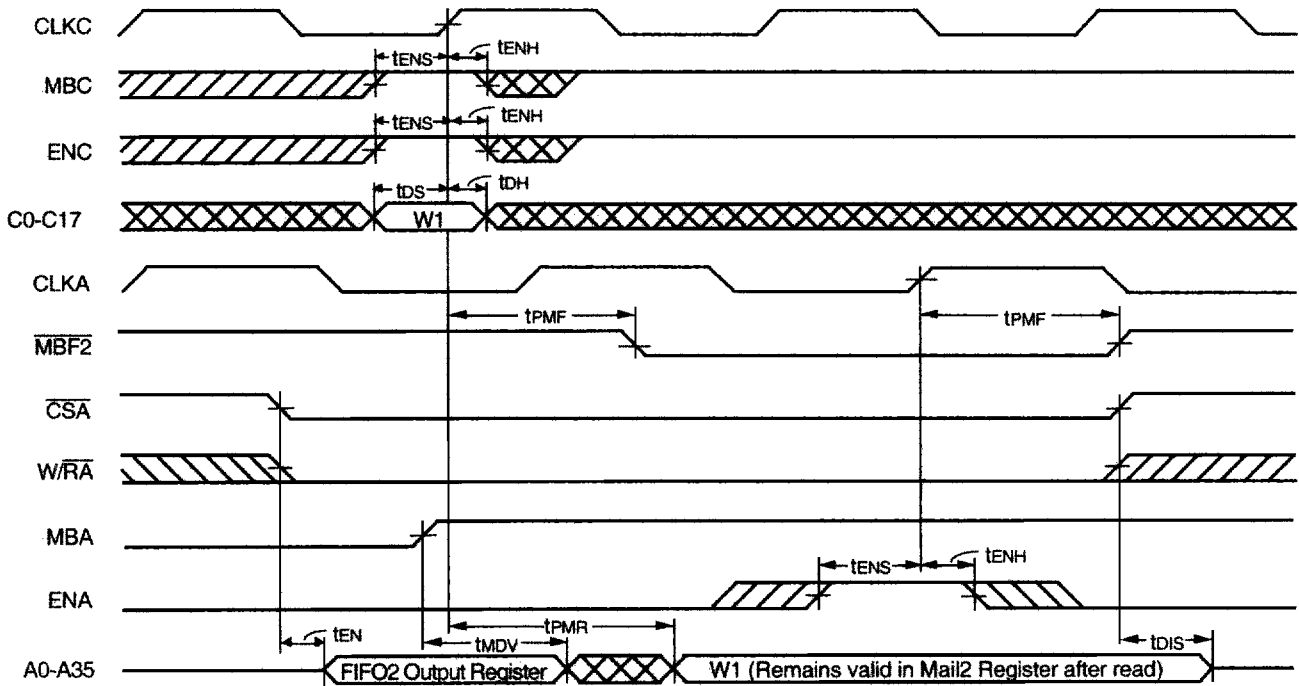 CLKC
tENS tENH
MBC
tENS tENH
ENC
tDS tDH
C0-C17 W1
CLKA
tPMF tPMF
MBF2
CSA
W/RA
MBA
tENS tENH
ENA
tEN tPMR tDIS
tMDV
A0-A35 FIFO2 Output Register W1 (Remains valid in Mail2 Register after read)